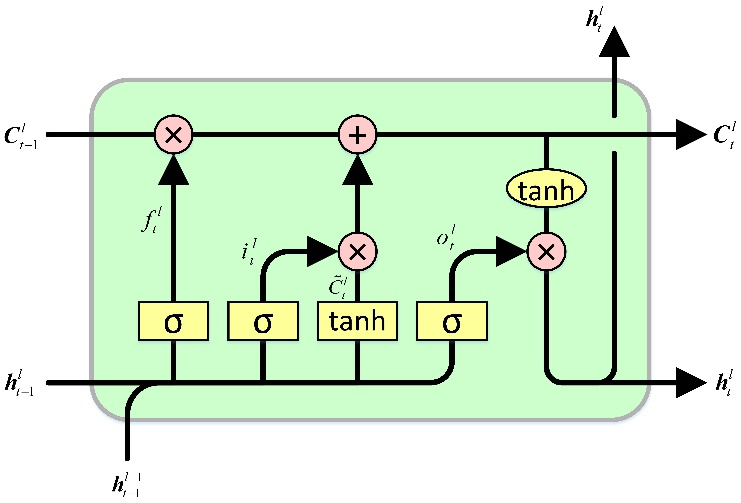 h_t^l
C_{t-1}^l
×
+
C_t^l
tanh
f_t^l
i_t^l
×
o_t^l
×
C̃_t^l
σ
σ
tanh
σ
h_{t-1}^l
h_t^l